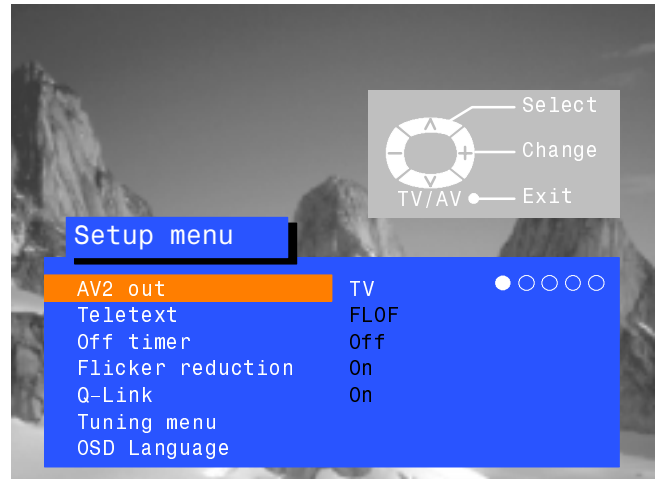 Select
Change
TV/AV Exit
Setup menu
AV2 out TV
Teletext FLOF
Off timer Off
Flicker reduction On
Q-Link On
Tuning menu
OSD Language